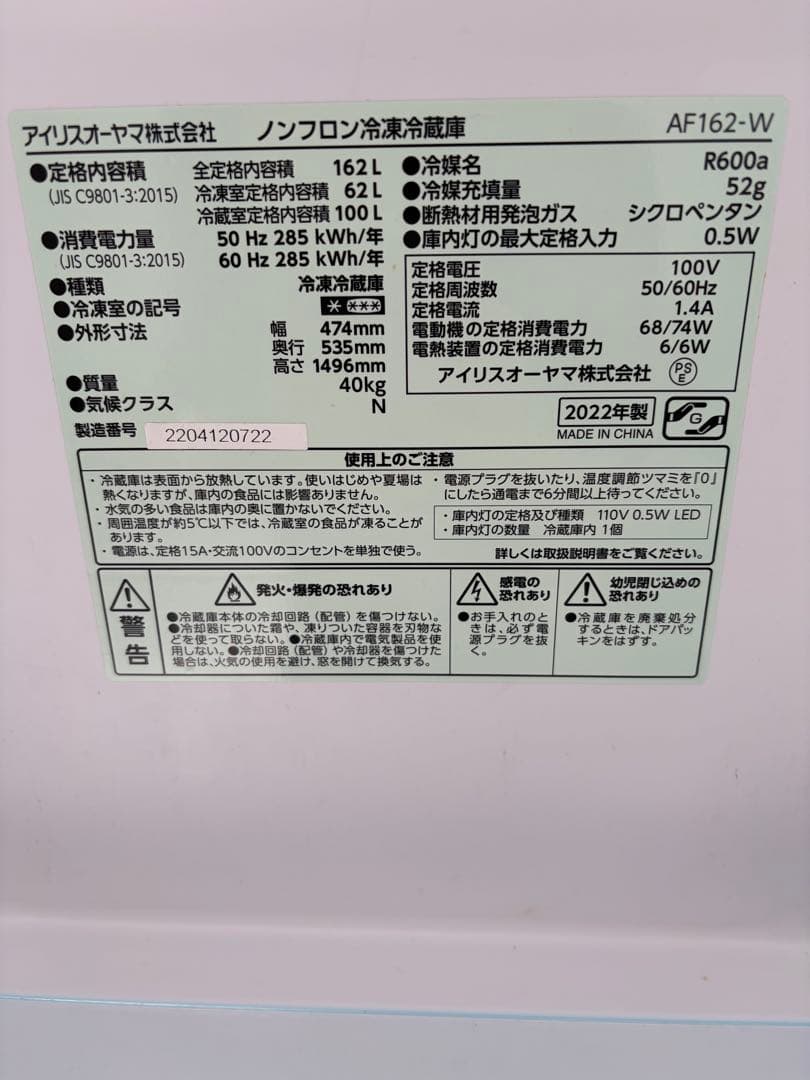 アイリスオーヤマ株式会社 ノンフロン冷凍冷蔵庫 AF162-W
●定格内容積 全定格内容積 162L
(JIS C9801-3:2015) 冷凍室定格内容積 62L
冷蔵室定格内容積 100L
●消費電力量 50 Hz 285 kWh/年
(JIS C9801-3:2015) 60 Hz 285 kWh/年
●種類 冷凍冷蔵庫
●冷凍室の記号 * ***
●外形寸法 幅 474mm
奥行 535mm
高さ 1496mm
●質量 40kg
●気候クラス N
製造番号 2204120722
●冷媒名 R600a
●冷媒充填量 52g
●断熱材用発泡ガス シクロペンタン
●庫内灯の最大定格入力 0.5W
定格電圧 100V
定格周波数 50/60Hz
定格電流 1.4A
電動機の定格消費電力 68/74W
電熱装置の定格消費電力 6/6W
アイリスオーヤマ株式会社 PSE
2022年製
MADE IN CHINA
G
使用上のご注意
・冷蔵庫は表面から放熱しています。使いはじめや夏場は
熱くなりますが、庫内の食品には影響ありません。
・水気の多い食品は庫内の奥に置かないでください。
・周囲温度が約5℃以下では、冷蔵室の食品が凍ることが
あります。
・電源は、定格15A・交流100Vのコンセントを単独で使う。
・電源プラグを抜いたり、温度調節ツマミを「0」
にしたら通電まで6分間以上待ってください。
・庫内灯の定格及び種類 110V 0.5W LED
・庫内灯の数量 冷蔵庫内 1個
詳しくは取扱説明書をご覧ください。
警告
発火・爆発の恐れあり
●冷蔵庫本体の冷却回路（配管）を傷つけない。
●冷却器についた霜や、凍りついた容器を刃物な
どを使って取らない。●冷蔵庫内で電気製品を使
用しない。●冷却回路（配管）や冷却器を傷つけた
場合は、火気の使用を避け、窓を開けて換気する。
感電の
恐れあり
●お手入れのと
きは、必ず電
源プラグを抜
く。
幼児閉じ込めの
恐れあり
●冷蔵庫を廃棄処分
するときは、ドアパッ
キンをはずす。